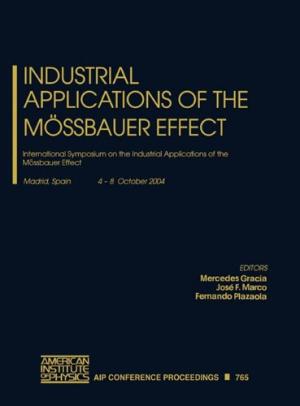 INDUSTRIAL
APPLICATIONS OF THE
MÖSSBAUER EFFECT
International Symposium on the Industrial Applications of the
Mössbauer Effect
Madrid, Spain 4 – 8 October 2004
EDITORS
Mercedes Gracia
José F. Marco
Fernando Plazaola
AMERICAN
INSTITUTE
OF PHYSICS
AIP CONFERENCE PROCEEDINGS ■ 765